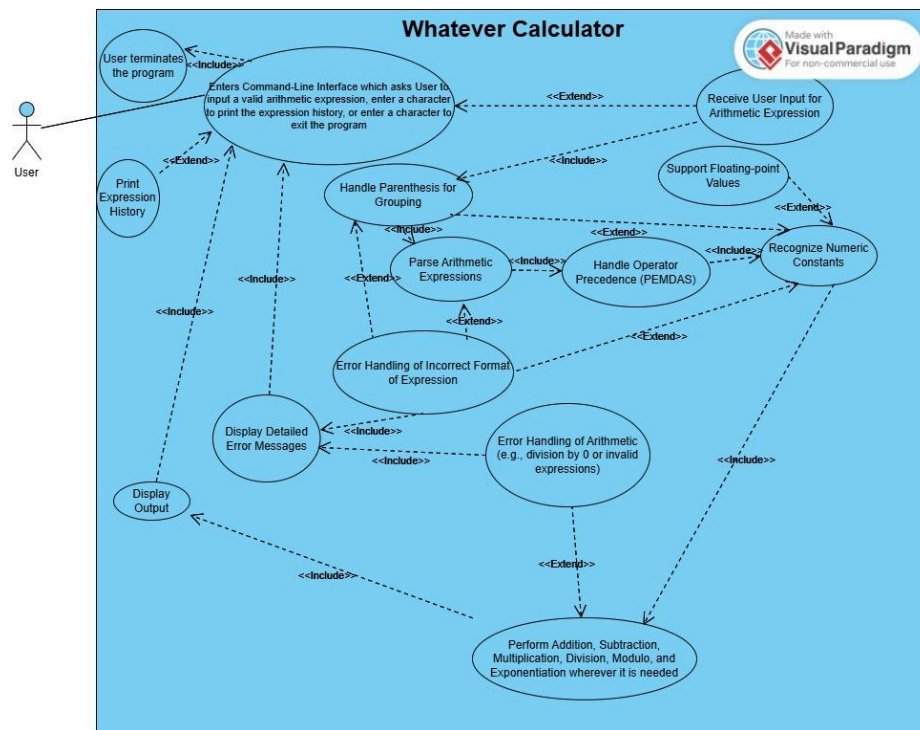 Whatever Calculator
Made with
VisualParadigm
For non-commercial use
User terminates
the program
<<Include>>
Enters Command-Line Interface which asks User to
input a valid arithmetic expression, enter a character
to print the expression history, or enter a character to
exit the program
<<Extend>>
Receive User Input for
Arithmetic Expression
User
<<Extend>>
<<Include>>
Print
Expression
History
Handle Parenthesis for
Grouping
Support Floating-point
Values
<<Extend>>
<<Include>>
<<Extend>>
Parse Arithmetic
Expressions
<<Include>>
Handle Operator
Precedence (PEMDAS)
<<Include>>
Recognize Numeric
Constants
<<Include>>
<<Extend>>
<<Include>>
<<Extend>>
<<Extend>>
Error Handling of Incorrect Format
of Expression
Display Detailed
Error Messages
<<Include>>
<<Include>>
Error Handling of Arithmetic
(e.g., division by 0 or invalid
expressions)
<<Include>>
Display
Output
<<Extend>>
<<Include>>
Perform Addition, Subtraction,
Multiplication, Division, Modulo, and
Exponentiation wherever it is needed